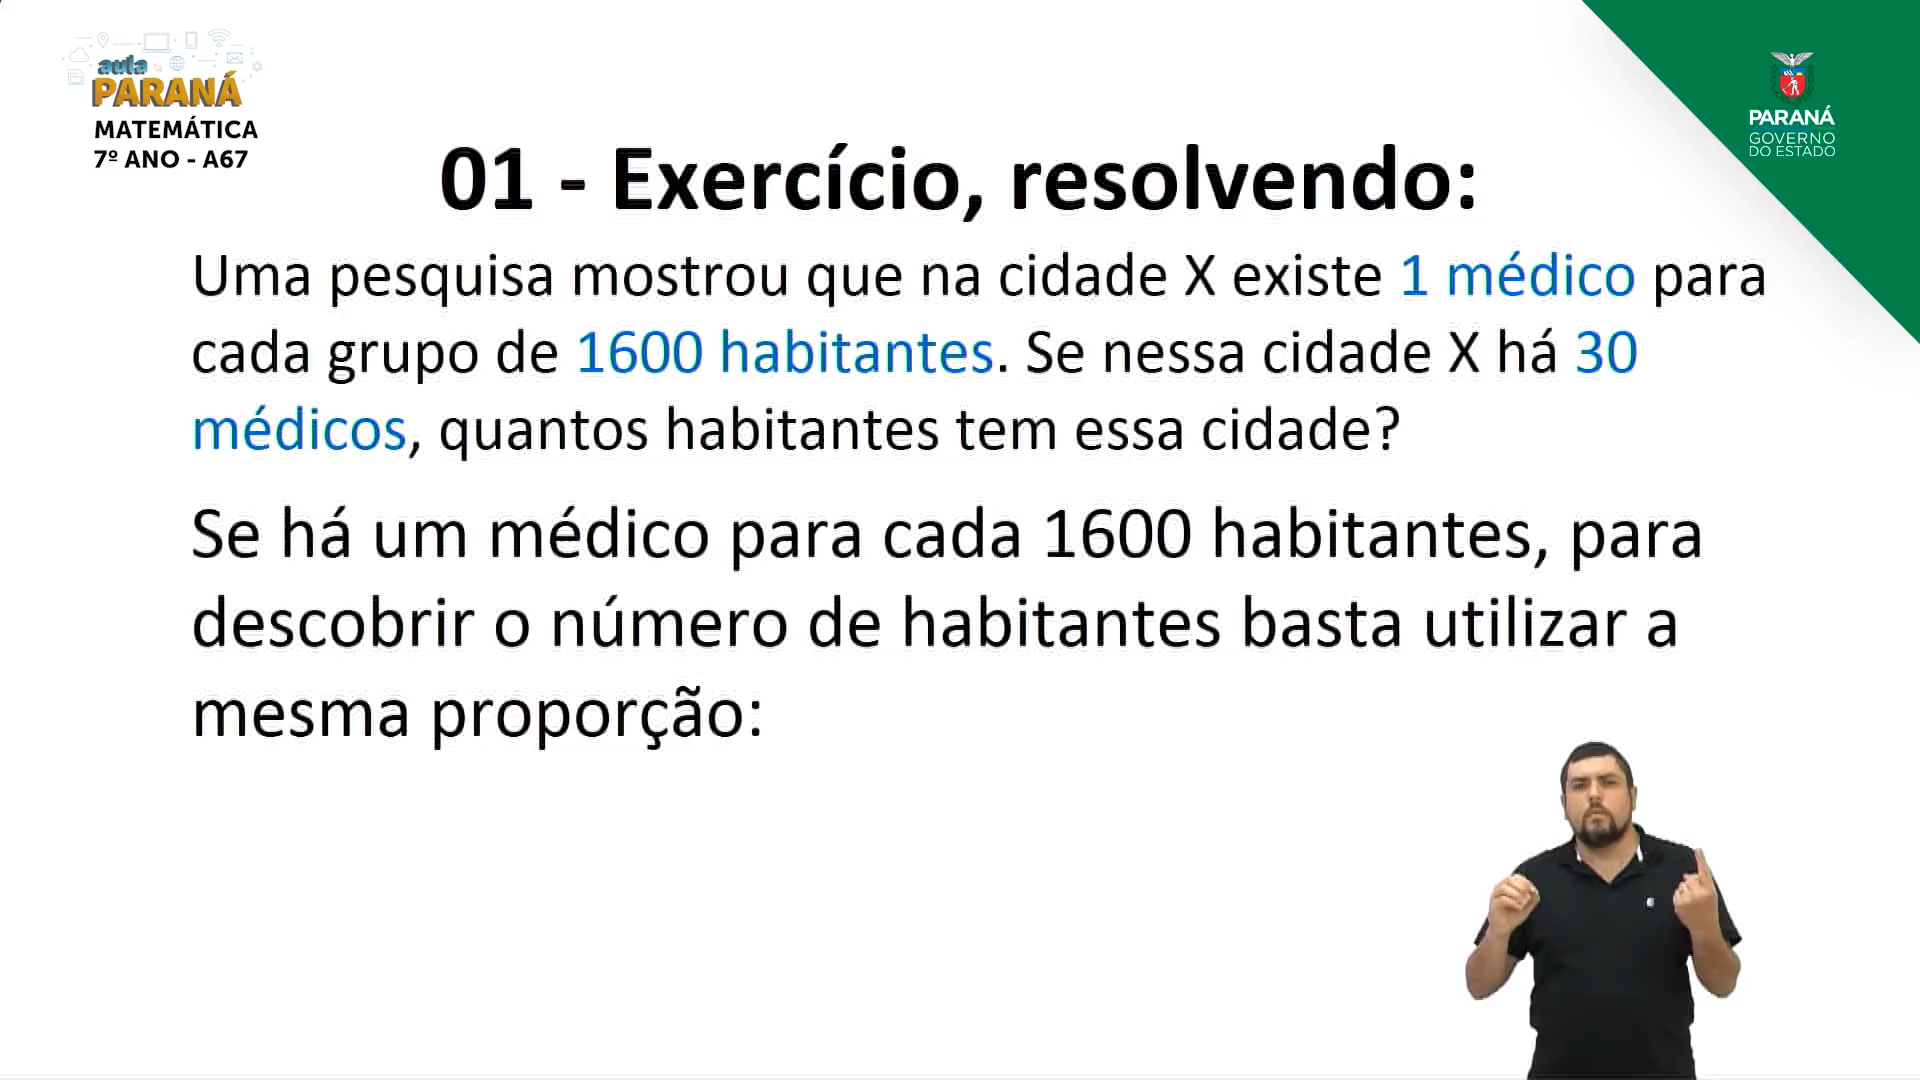 aula
PARANÁ
MATEMÁTICA
7º ANO - A67
PARANÁ
GOVERNO
DO ESTADO
01 - Exercício, resolvendo:
Uma pesquisa mostrou que na cidade X existe 1 médico para
cada grupo de 1600 habitantes. Se nessa cidade X há 30
médicos, quantos habitantes tem essa cidade?
Se há um médico para cada 1600 habitantes, para
descobrir o número de habitantes basta utilizar a
mesma proporção: